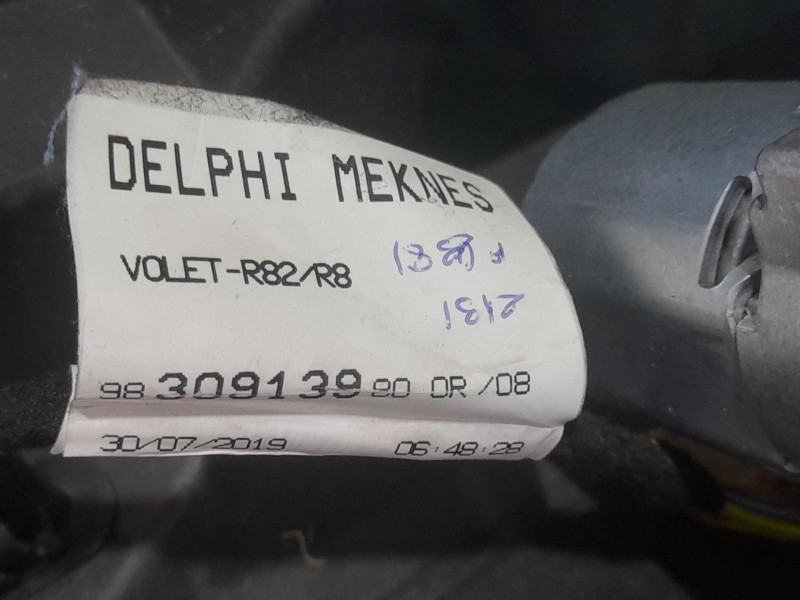 DELPHI MEKNES
VOLET-R82/R8
98 309139 80 OR /08
30/07/2019 06:48:28